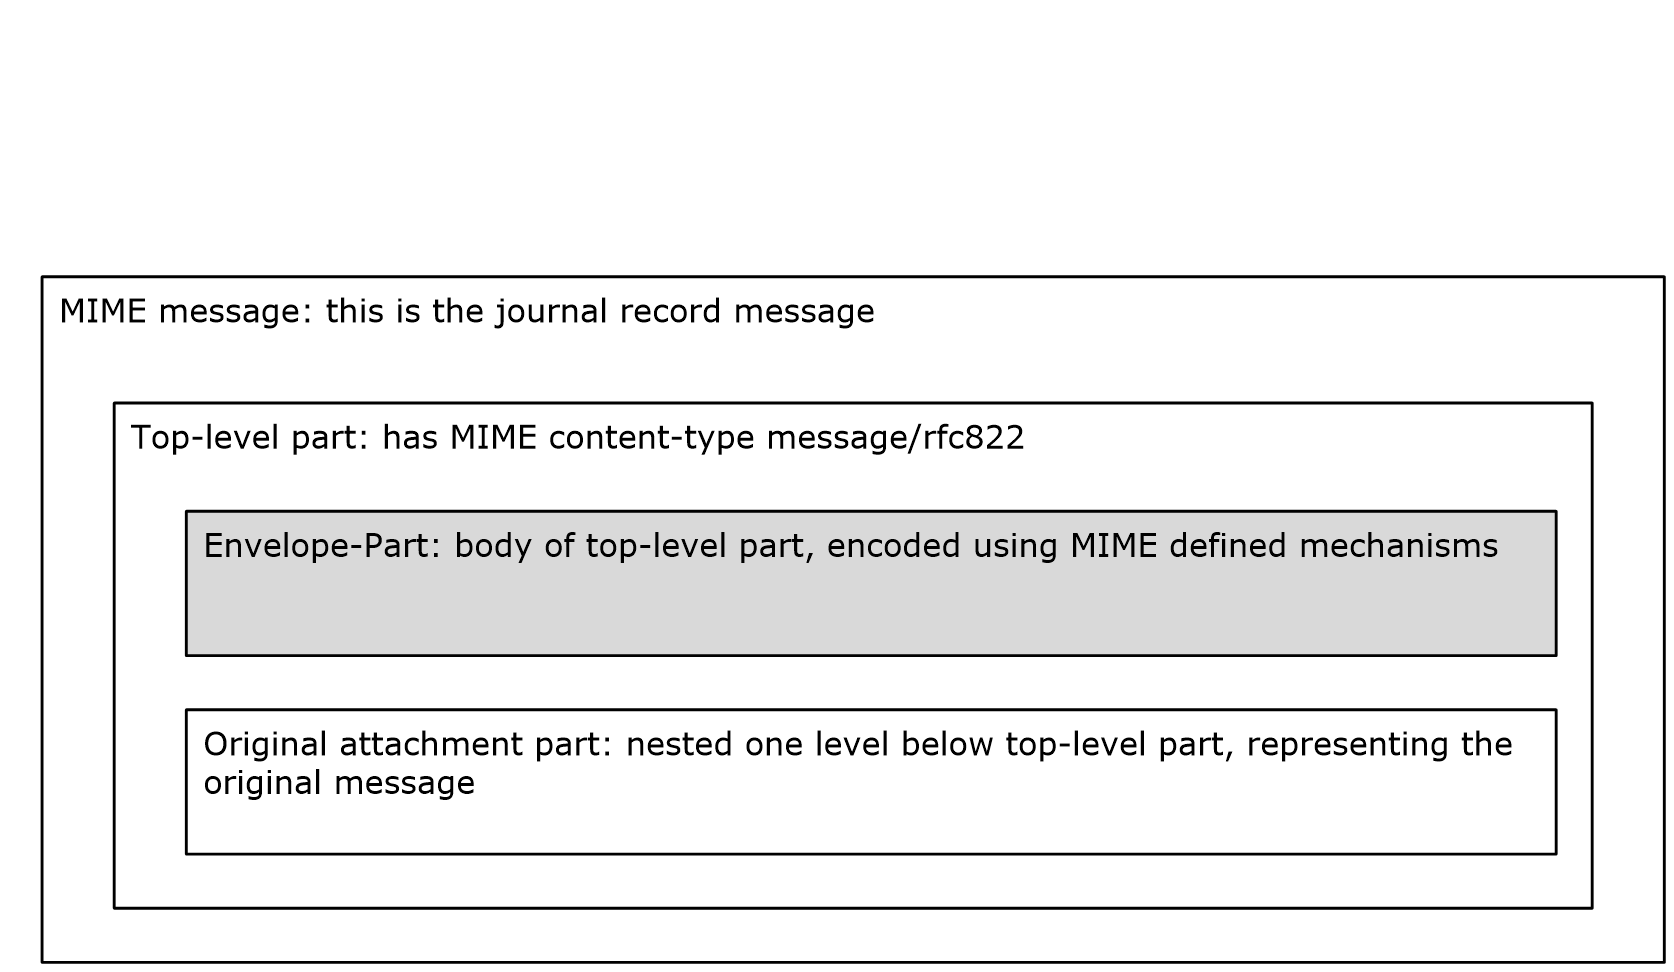 MIME message: this is the journal record message
Top-level part: has MIME content-type message/rfc822
Envelope-Part: body of top-level part, encoded using MIME defined mechanisms
Original attachment part: nested one level below top-level part, representing the
original message